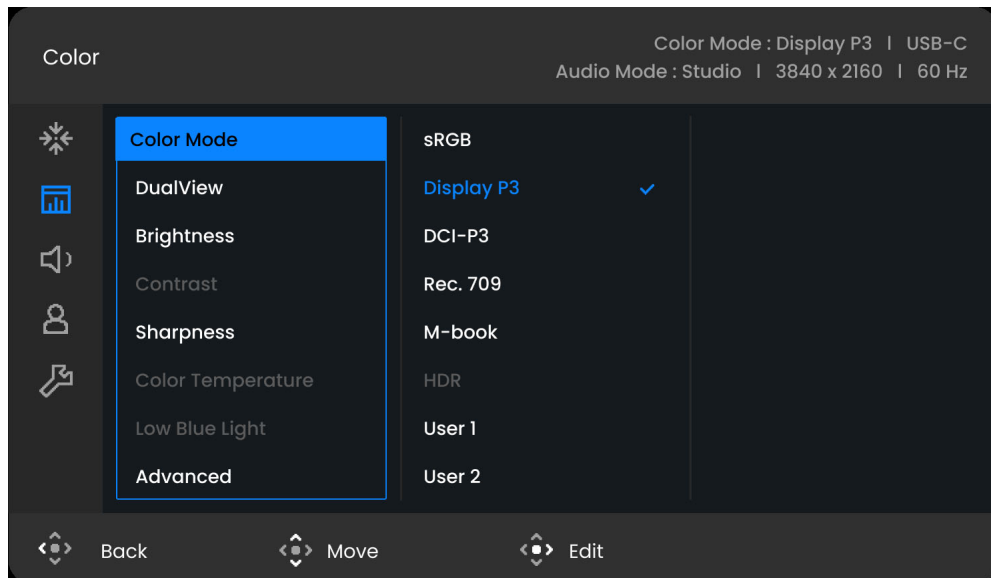 Color
Color Mode : Display P3 I USB-C
Audio Mode : Studio I 3840 x 2160 I 60 Hz
Color Mode
DualView
Brightness
Contrast
Sharpness
Color Temperature
Low Blue Light
Advanced
sRGB
Display P3
DCI-P3
Rec. 709
M-book
HDR
User 1
User 2
Back
Move
Edit